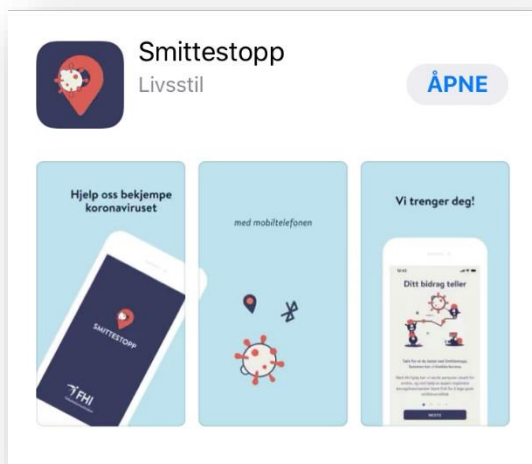 Smittestopp
Livsstil
ÅPNE
Hjelp oss bekjempe
koronaviruset
SMITTESTOPP
FHI
med mobiltelefonen
Vi trenger deg!
Ditt bidrag teller